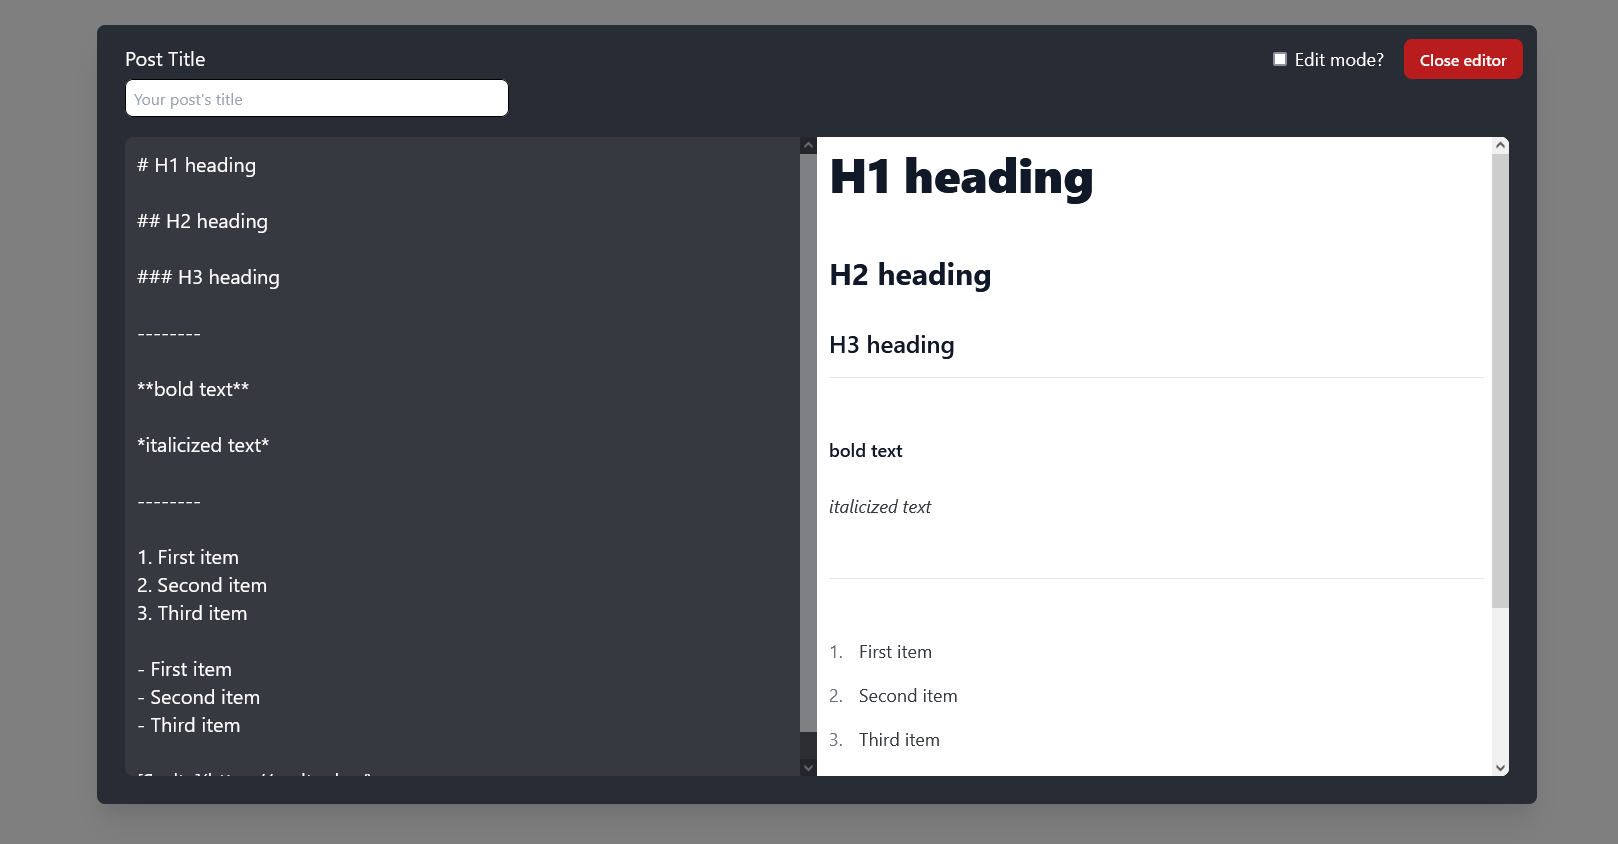 Post Title
Edit mode?
Close editor
Your post's title
# H1 heading
## H2 heading
### H3 heading
--------
**bold text**
*italicized text*
--------
1. First item
2. Second item
3. Third item
- First item
- Second item
- Third item
H1 heading
H2 heading
H3 heading
bold text
italicized text
1. First item
2. Second item
3. Third item